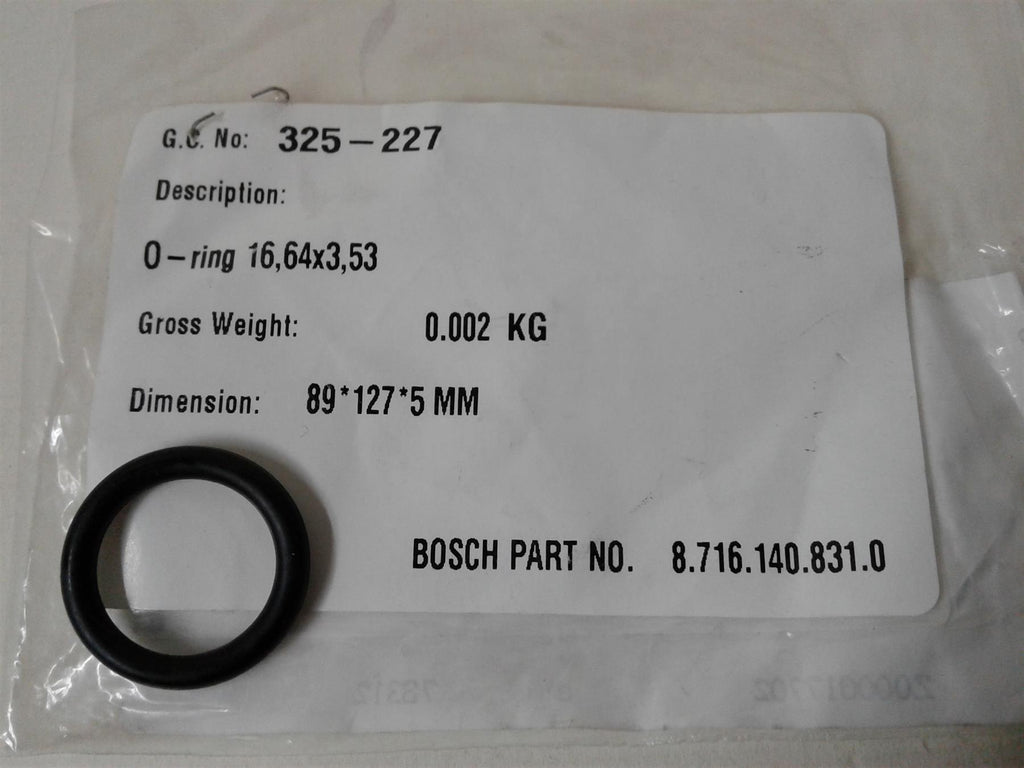 G.C. No: 325-227
Description:
O-ring 16,64x3,53
Gross Weight: 0.002 KG
Dimension: 89*127*5 MM
BOSCH PART NO. 8.716.140.831.0